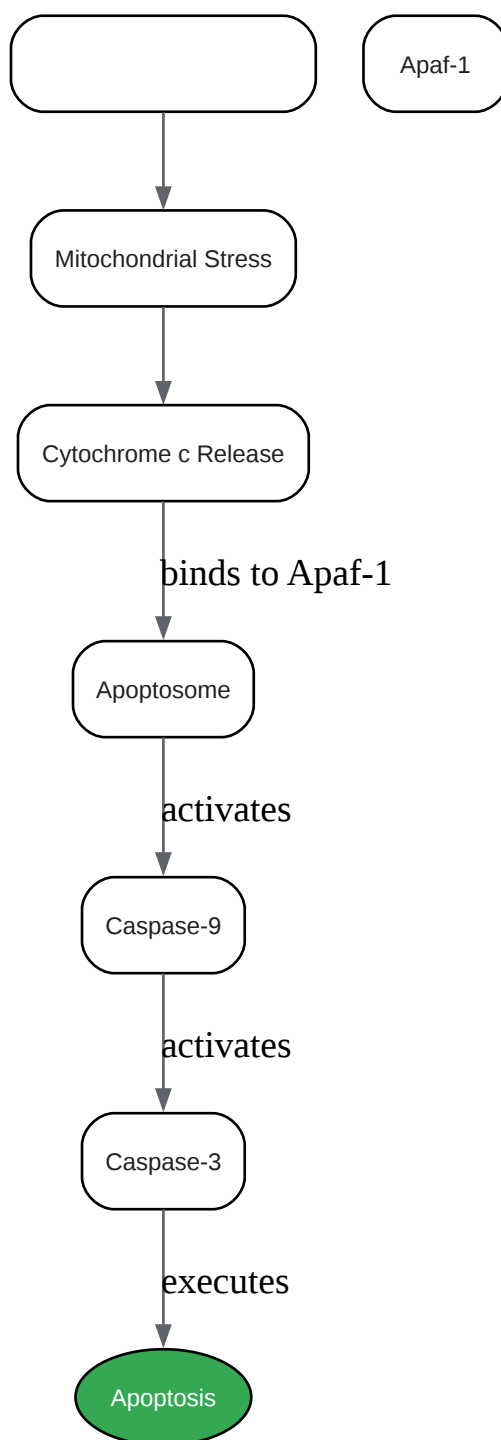 Apaf-1
Mitochondrial Stress
Cytochrome c Release
binds to Apaf-1
Apoptosome
activates
Caspase-9
activates
Caspase-3
executes
Apoptosis